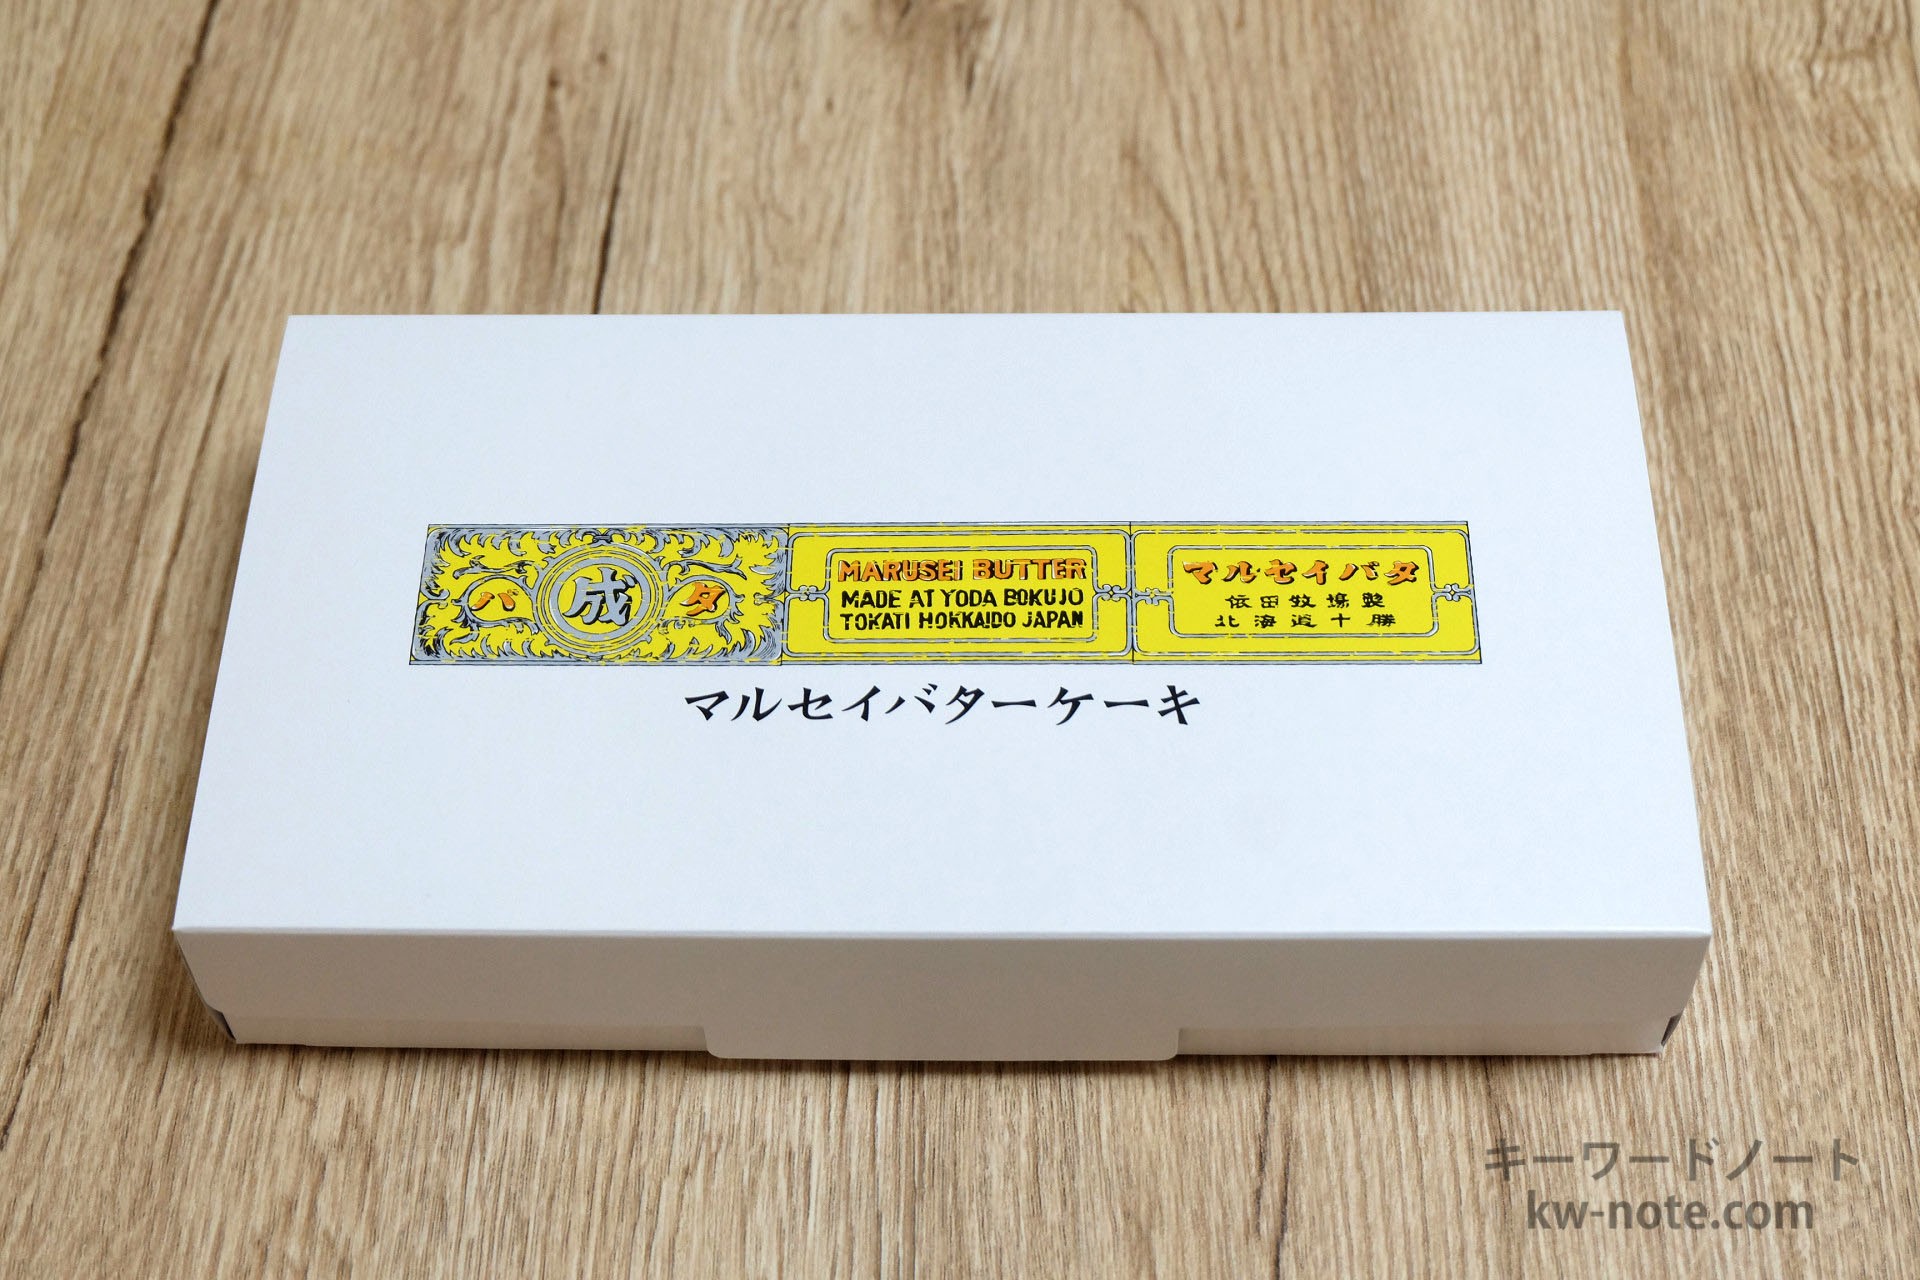 バ 成 タ
MARUSEI BUTTER
MADE AT YODA BOKUJO
TOKATI HOKKAIDO JAPAN
マルセイバタ
依田牧場製
北海道十勝
マルセイバターケーキ
キーワードノート
kw-note.com